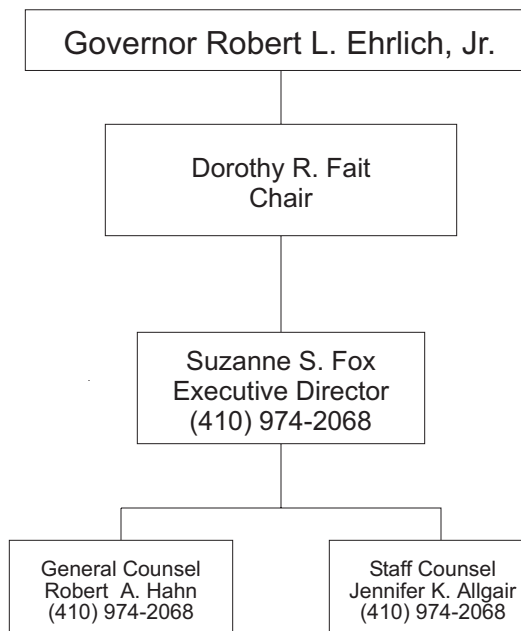 Governor Robert L. Ehrlich, Jr.
Dorothy R. Fait
Chair
Suzanne S. Fox
Executive Director
(410) 974-2068
General Counsel
Robert A. Hahn
(410) 974-2068
Staff Counsel
Jennifer K. Allgair
(410) 974-2068